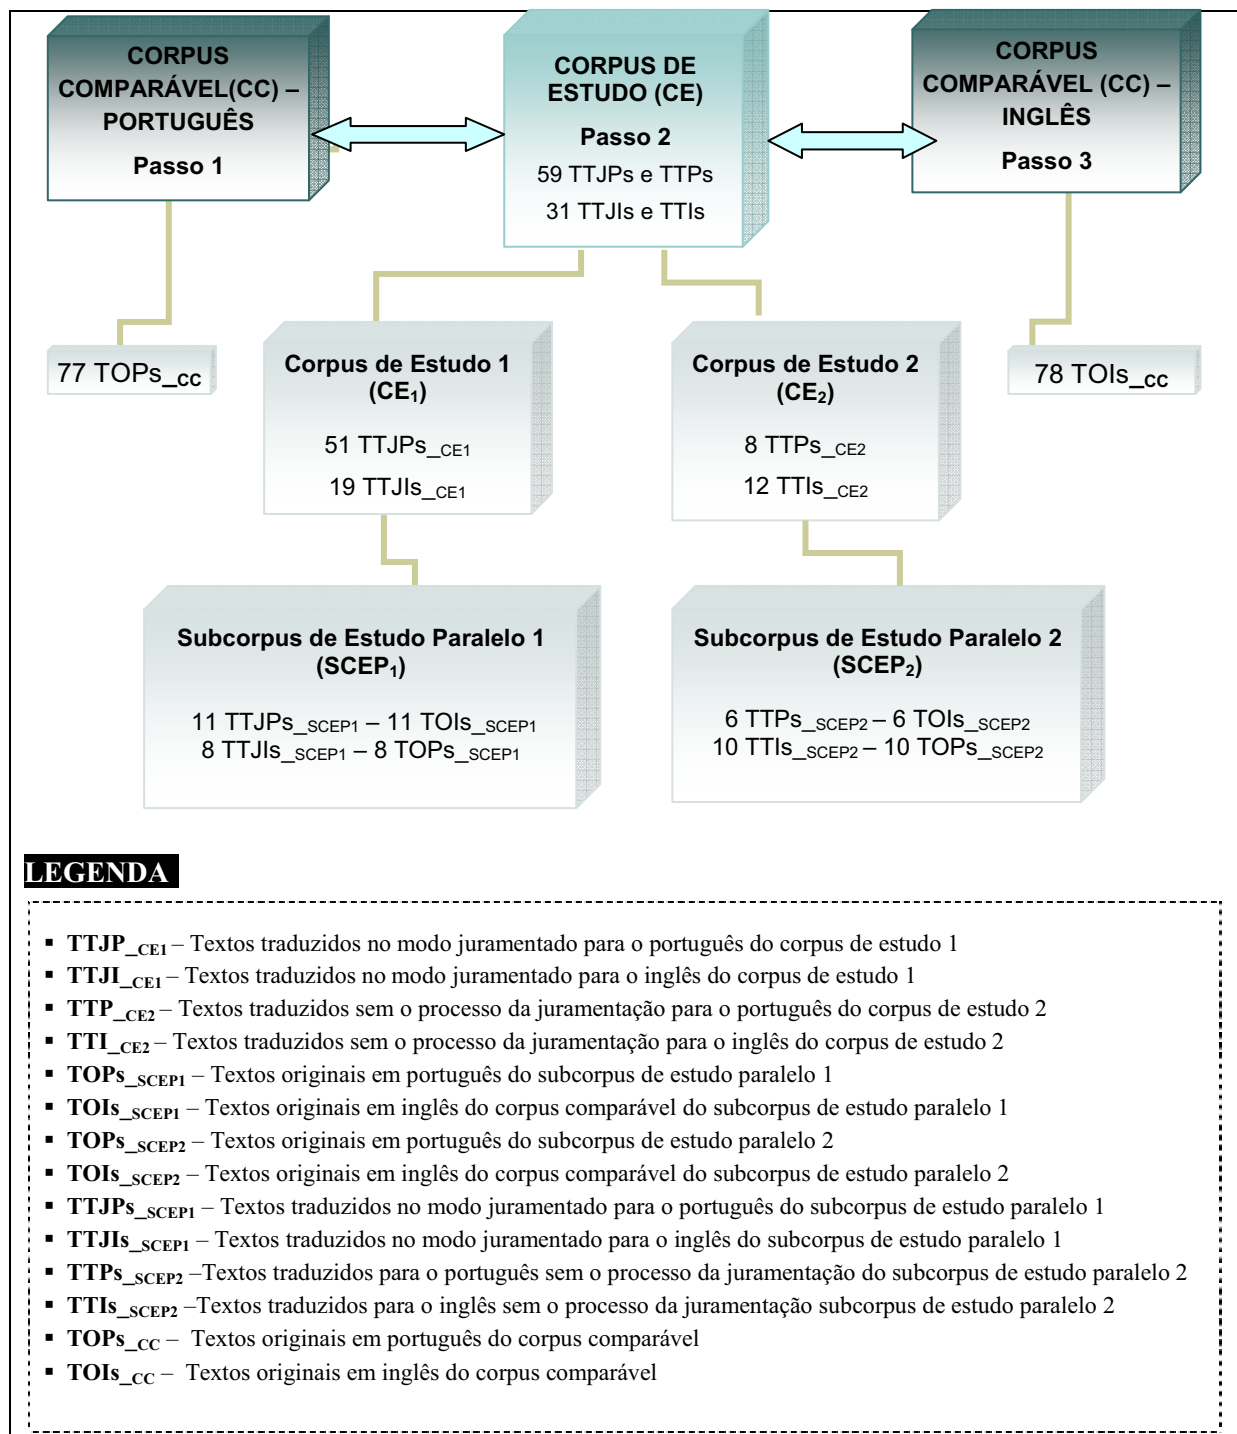 CORPUS
COMPARÁVEL(CC) –
PORTUGUÊS
Passo 1
CORPUS DE
ESTUDO (CE)
Passo 2
59 TTJPs e TTPs
31 TTJIs e TTIs
CORPUS
COMPARÁVEL (CC) –
INGLÊS
Passo 3
77 TOPs_CC
Corpus de Estudo 1
(CE1)
51 TTJPs_CE1
19 TTJIs_CE1
Corpus de Estudo 2
(CE2)
8 TTPs_CE2
12 TTIs_CE2
78 TOIs_CC
Subcorpus de Estudo Paralelo 1
(SCEP1)
11 TTJPs_SCEP1 – 11 TOIs_SCEP1
8 TTJIs_SCEP1 – 8 TOPs_SCEP1
Subcorpus de Estudo Paralelo 2
(SCEP2)
6 TTPs_SCEP2 – 6 TOIs_SCEP2
10 TTIs_SCEP2 – 10 TOPs_SCEP2
LEGENDA
▪ TTJP_CE1 – Textos traduzidos no modo juramentado para o português do corpus de estudo 1
▪ TTJI_CE1 – Textos traduzidos no modo juramentado para o inglês do corpus de estudo 1
▪ TTP_CE2 – Textos traduzidos sem o processo da juramentação para o português do corpus de estudo 2
▪ TTI_CE2 – Textos traduzidos sem o processo da juramentação para o inglês do corpus de estudo 2
▪ TOPs_SCEP1 – Textos originais em português do subcorpus de estudo paralelo 1
▪ TOIs_SCEP1 – Textos originais em inglês do corpus comparável do subcorpus de estudo paralelo 1
▪ TOPs_SCEP2 – Textos originais em português do subcorpus de estudo paralelo 2
▪ TOIs_SCEP2 – Textos originais em inglês do corpus comparável do subcorpus de estudo paralelo 2
▪ TTJPs_SCEP1 – Textos traduzidos no modo juramentado para o português do subcorpus de estudo paralelo 1
▪ TTJIs_SCEP1 – Textos traduzidos no modo juramentado para o inglês do subcorpus de estudo paralelo 1
▪ TTPs_SCEP2 –Textos traduzidos para o português sem o processo da juramentação do subcorpus de estudo paralelo 2
▪ TTIs_SCEP2 –Textos traduzidos para o inglês sem o processo da juramentação subcorpus de estudo paralelo 2
▪ TOPs_CC – Textos originais em português do corpus comparável
▪ TOIs_CC – Textos originais em inglês do corpus comparável